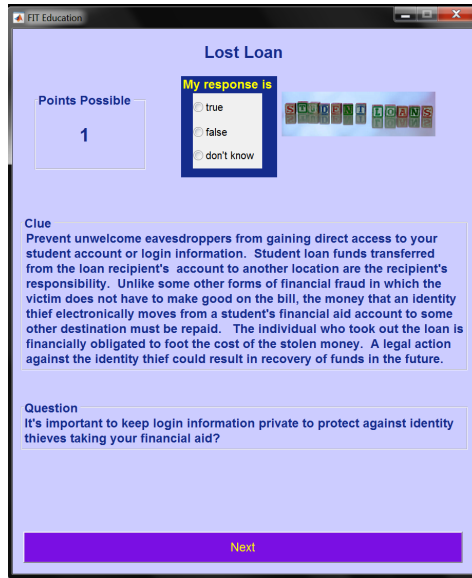 FIT Education
Lost Loan
Points Possible
1
My response is
true
false
don't know
STUDENT LOANS
Clue
Prevent unwelcome eavesdroppers from gaining direct access to your
student account or login information.  Student loan funds transferred
from the loan recipient's  account to another location are the recipient's
responsibility.  Unlike some other forms of financial fraud in which the
victim does not have to make good on the bill, the money that an identity
thief electronically moves from a student's financial aid account to some
other destination must be repaid.   The individual who took out the loan is
financially obligated to foot the cost of the stolen money.  A legal action
against the identity thief could result in recovery of funds in the future.
Question
It's important to keep login information private to protect against identity
thieves taking your financial aid?
Next